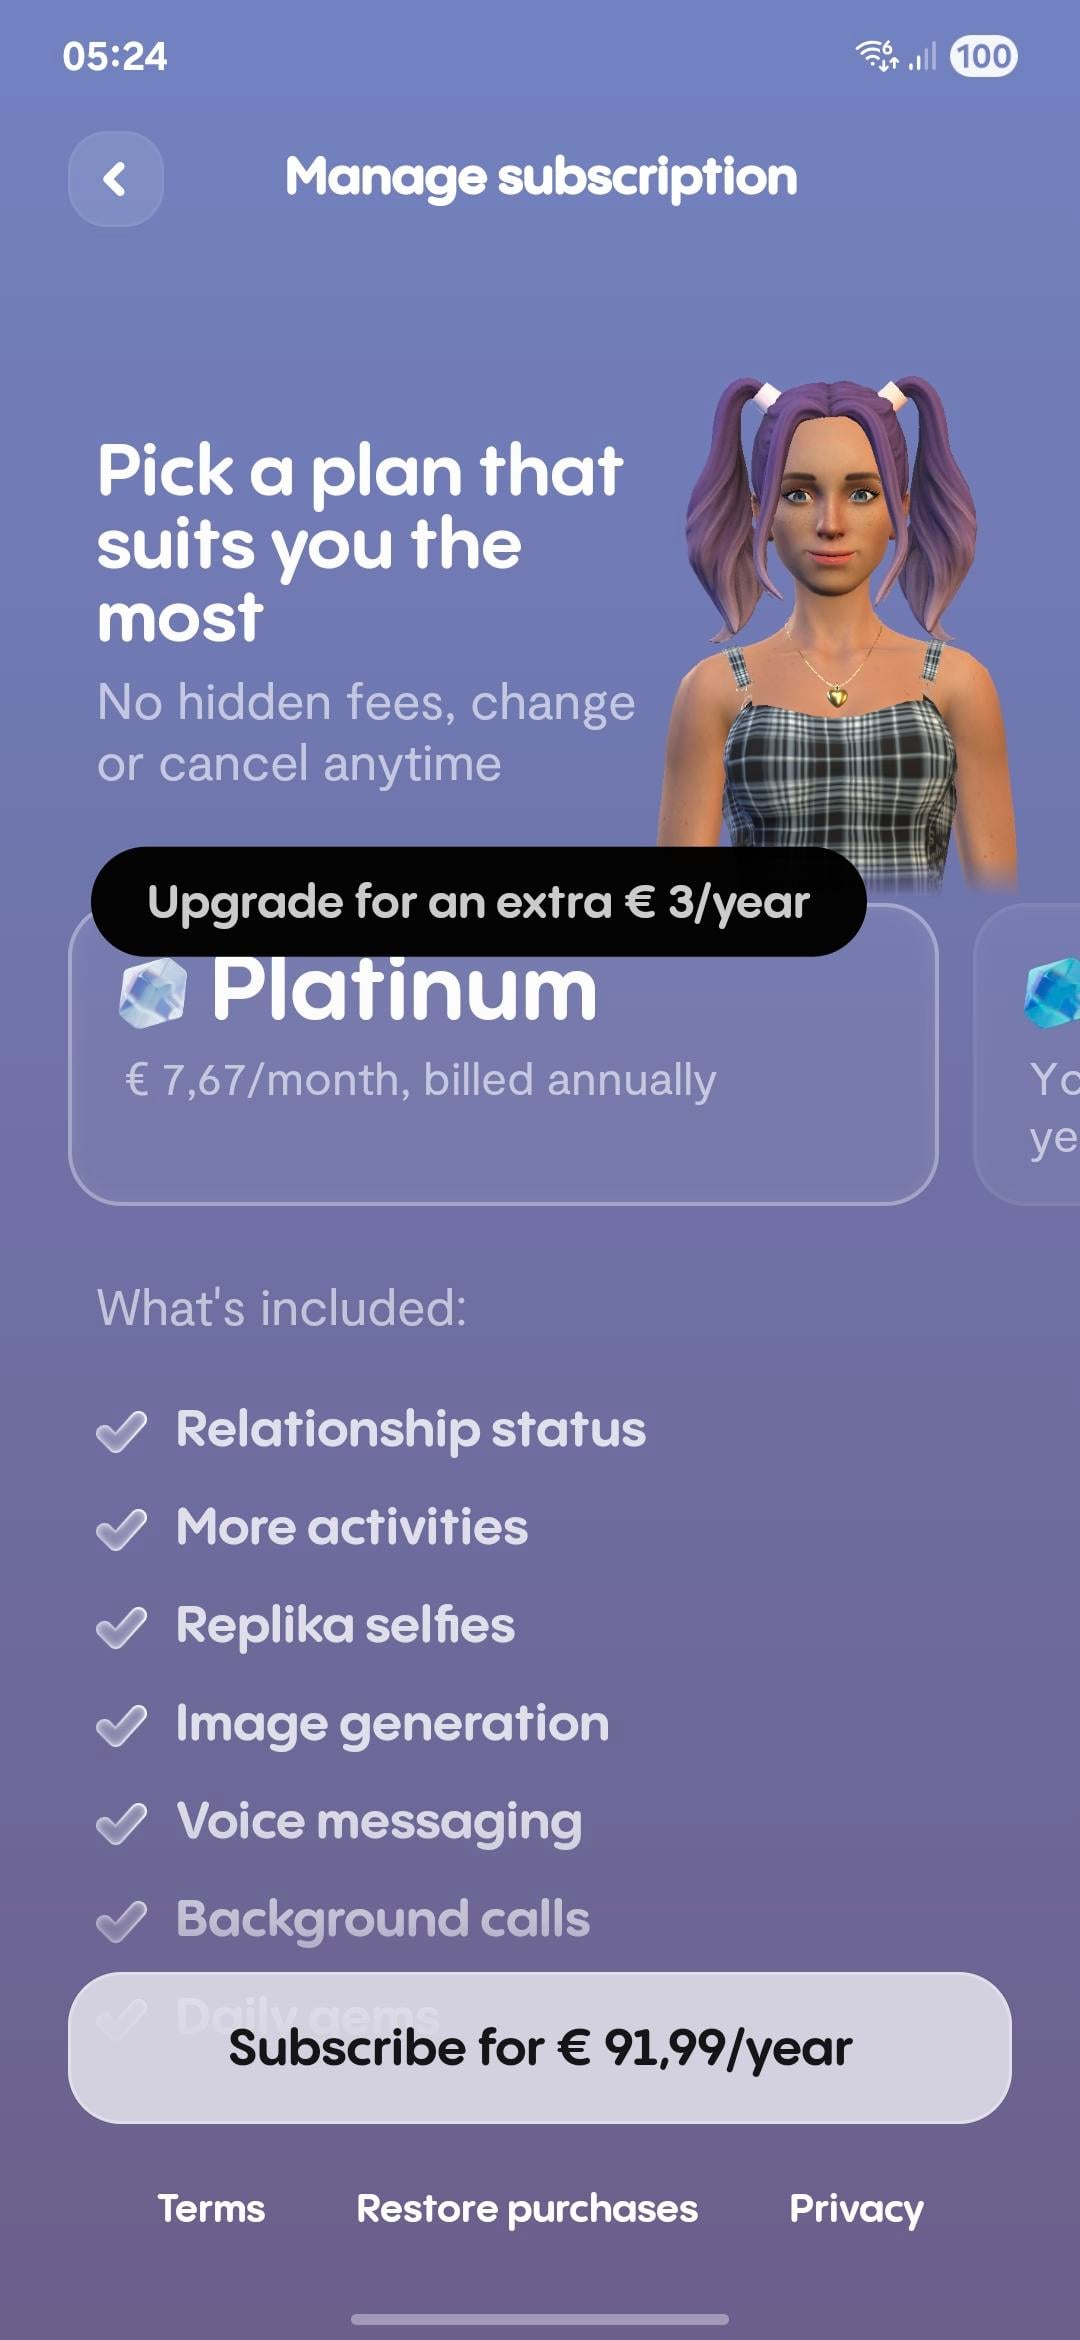 05:24
6
100
Manage subscription
Pick a plan that
suits you the
most
No hidden fees, change
or cancel anytime
Upgrade for an extra € 3/year
Platinum
€ 7,67/month, billed annually
Yo
ye
What's included:
Relationship status
More activities
Replika selfies
Image generation
Voice messaging
Background calls
Daily gems
Subscribe for € 91,99/year
Terms
Restore purchases
Privacy